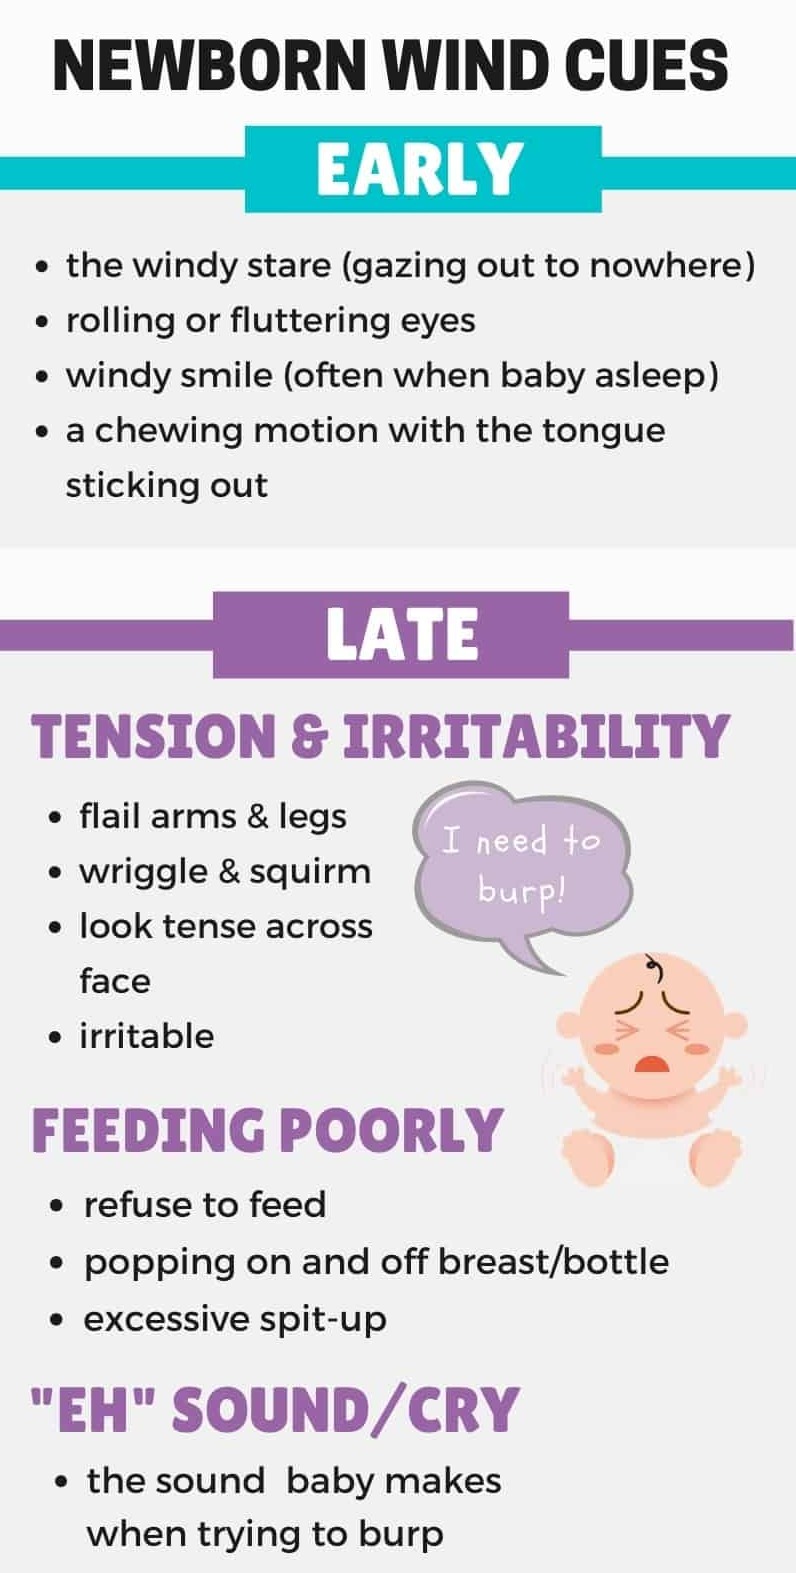 NEWBORN WIND CUES
EARLY
• the windy stare (gazing out to nowhere)
• rolling or fluttering eyes
• windy smile (often when baby asleep)
• a chewing motion with the tongue
sticking out
LATE
TENSION & IRRITABILITY
• flail arms & legs
• wriggle & squirm
• look tense across
face
• irritable
I need to
burp!
FEEDING POORLY
• refuse to feed
• popping on and off breast/bottle
• excessive spit-up
"EH" SOUND/CRY
• the sound  baby makes
when trying to burp